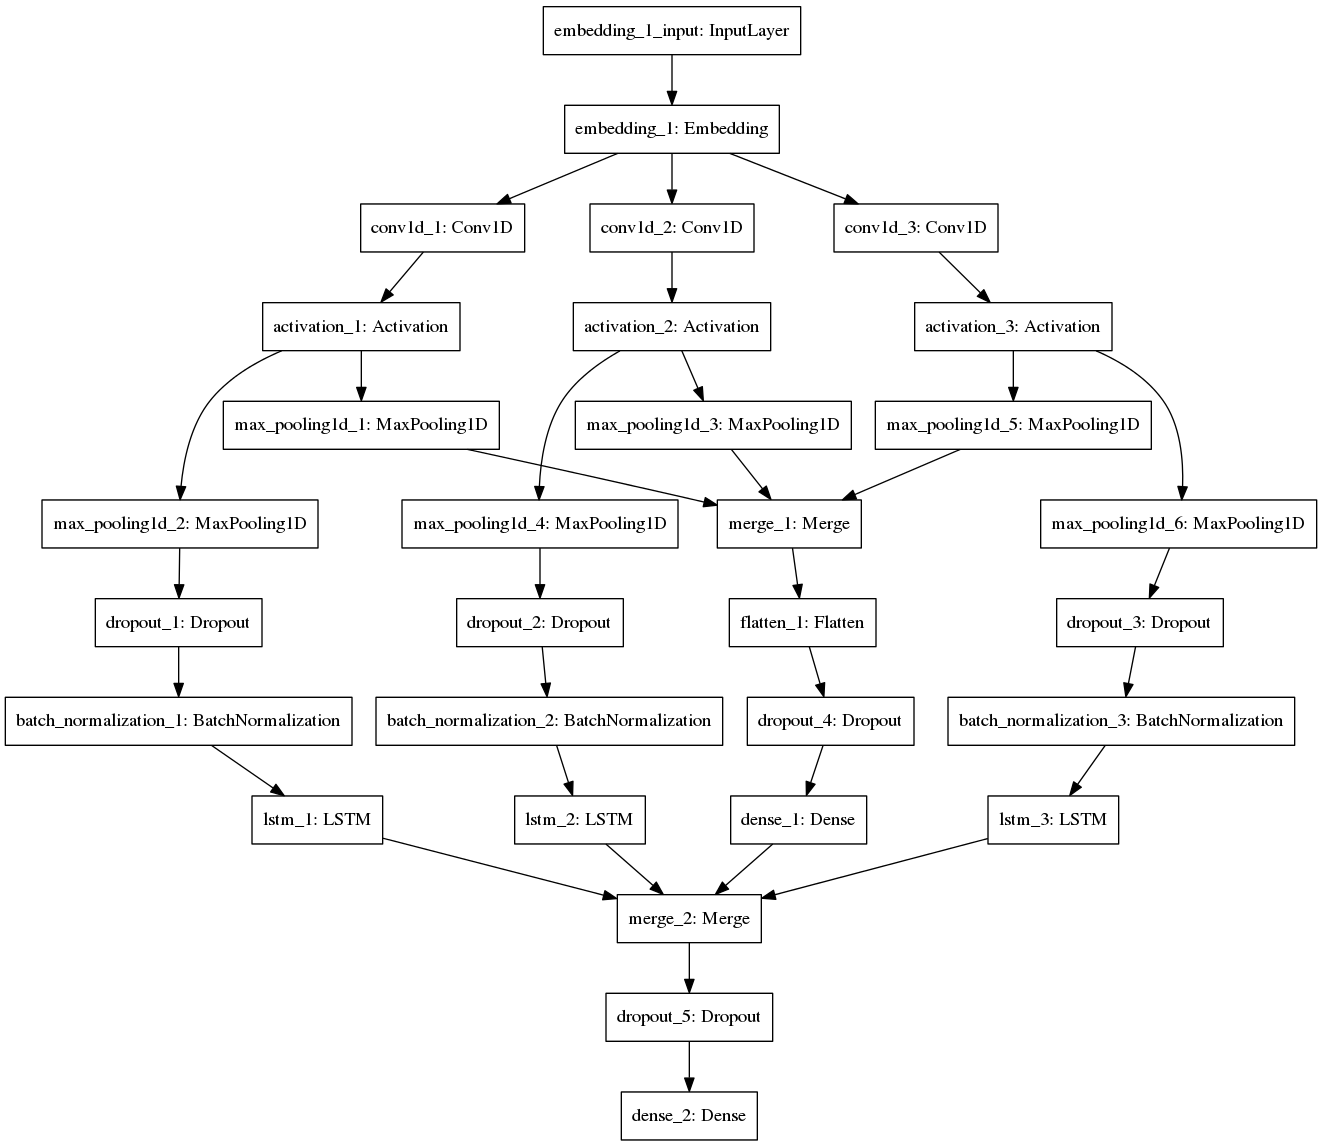 embedding_1_input: InputLayer
embedding_1: Embedding
conv1d_1: Conv1D
conv1d_2: Conv1D
conv1d_3: Conv1D
activation_1: Activation
activation_2: Activation
activation_3: Activation
max_pooling1d_1: MaxPooling1D
max_pooling1d_3: MaxPooling1D
max_pooling1d_5: MaxPooling1D
max_pooling1d_2: MaxPooling1D
max_pooling1d_4: MaxPooling1D
merge_1: Merge
max_pooling1d_6: MaxPooling1D
dropout_1: Dropout
dropout_2: Dropout
flatten_1: Flatten
dropout_3: Dropout
batch_normalization_1: BatchNormalization
batch_normalization_2: BatchNormalization
dropout_4: Dropout
batch_normalization_3: BatchNormalization
lstm_1: LSTM
lstm_2: LSTM
dense_1: Dense
lstm_3: LSTM
merge_2: Merge
dropout_5: Dropout
dense_2: Dense